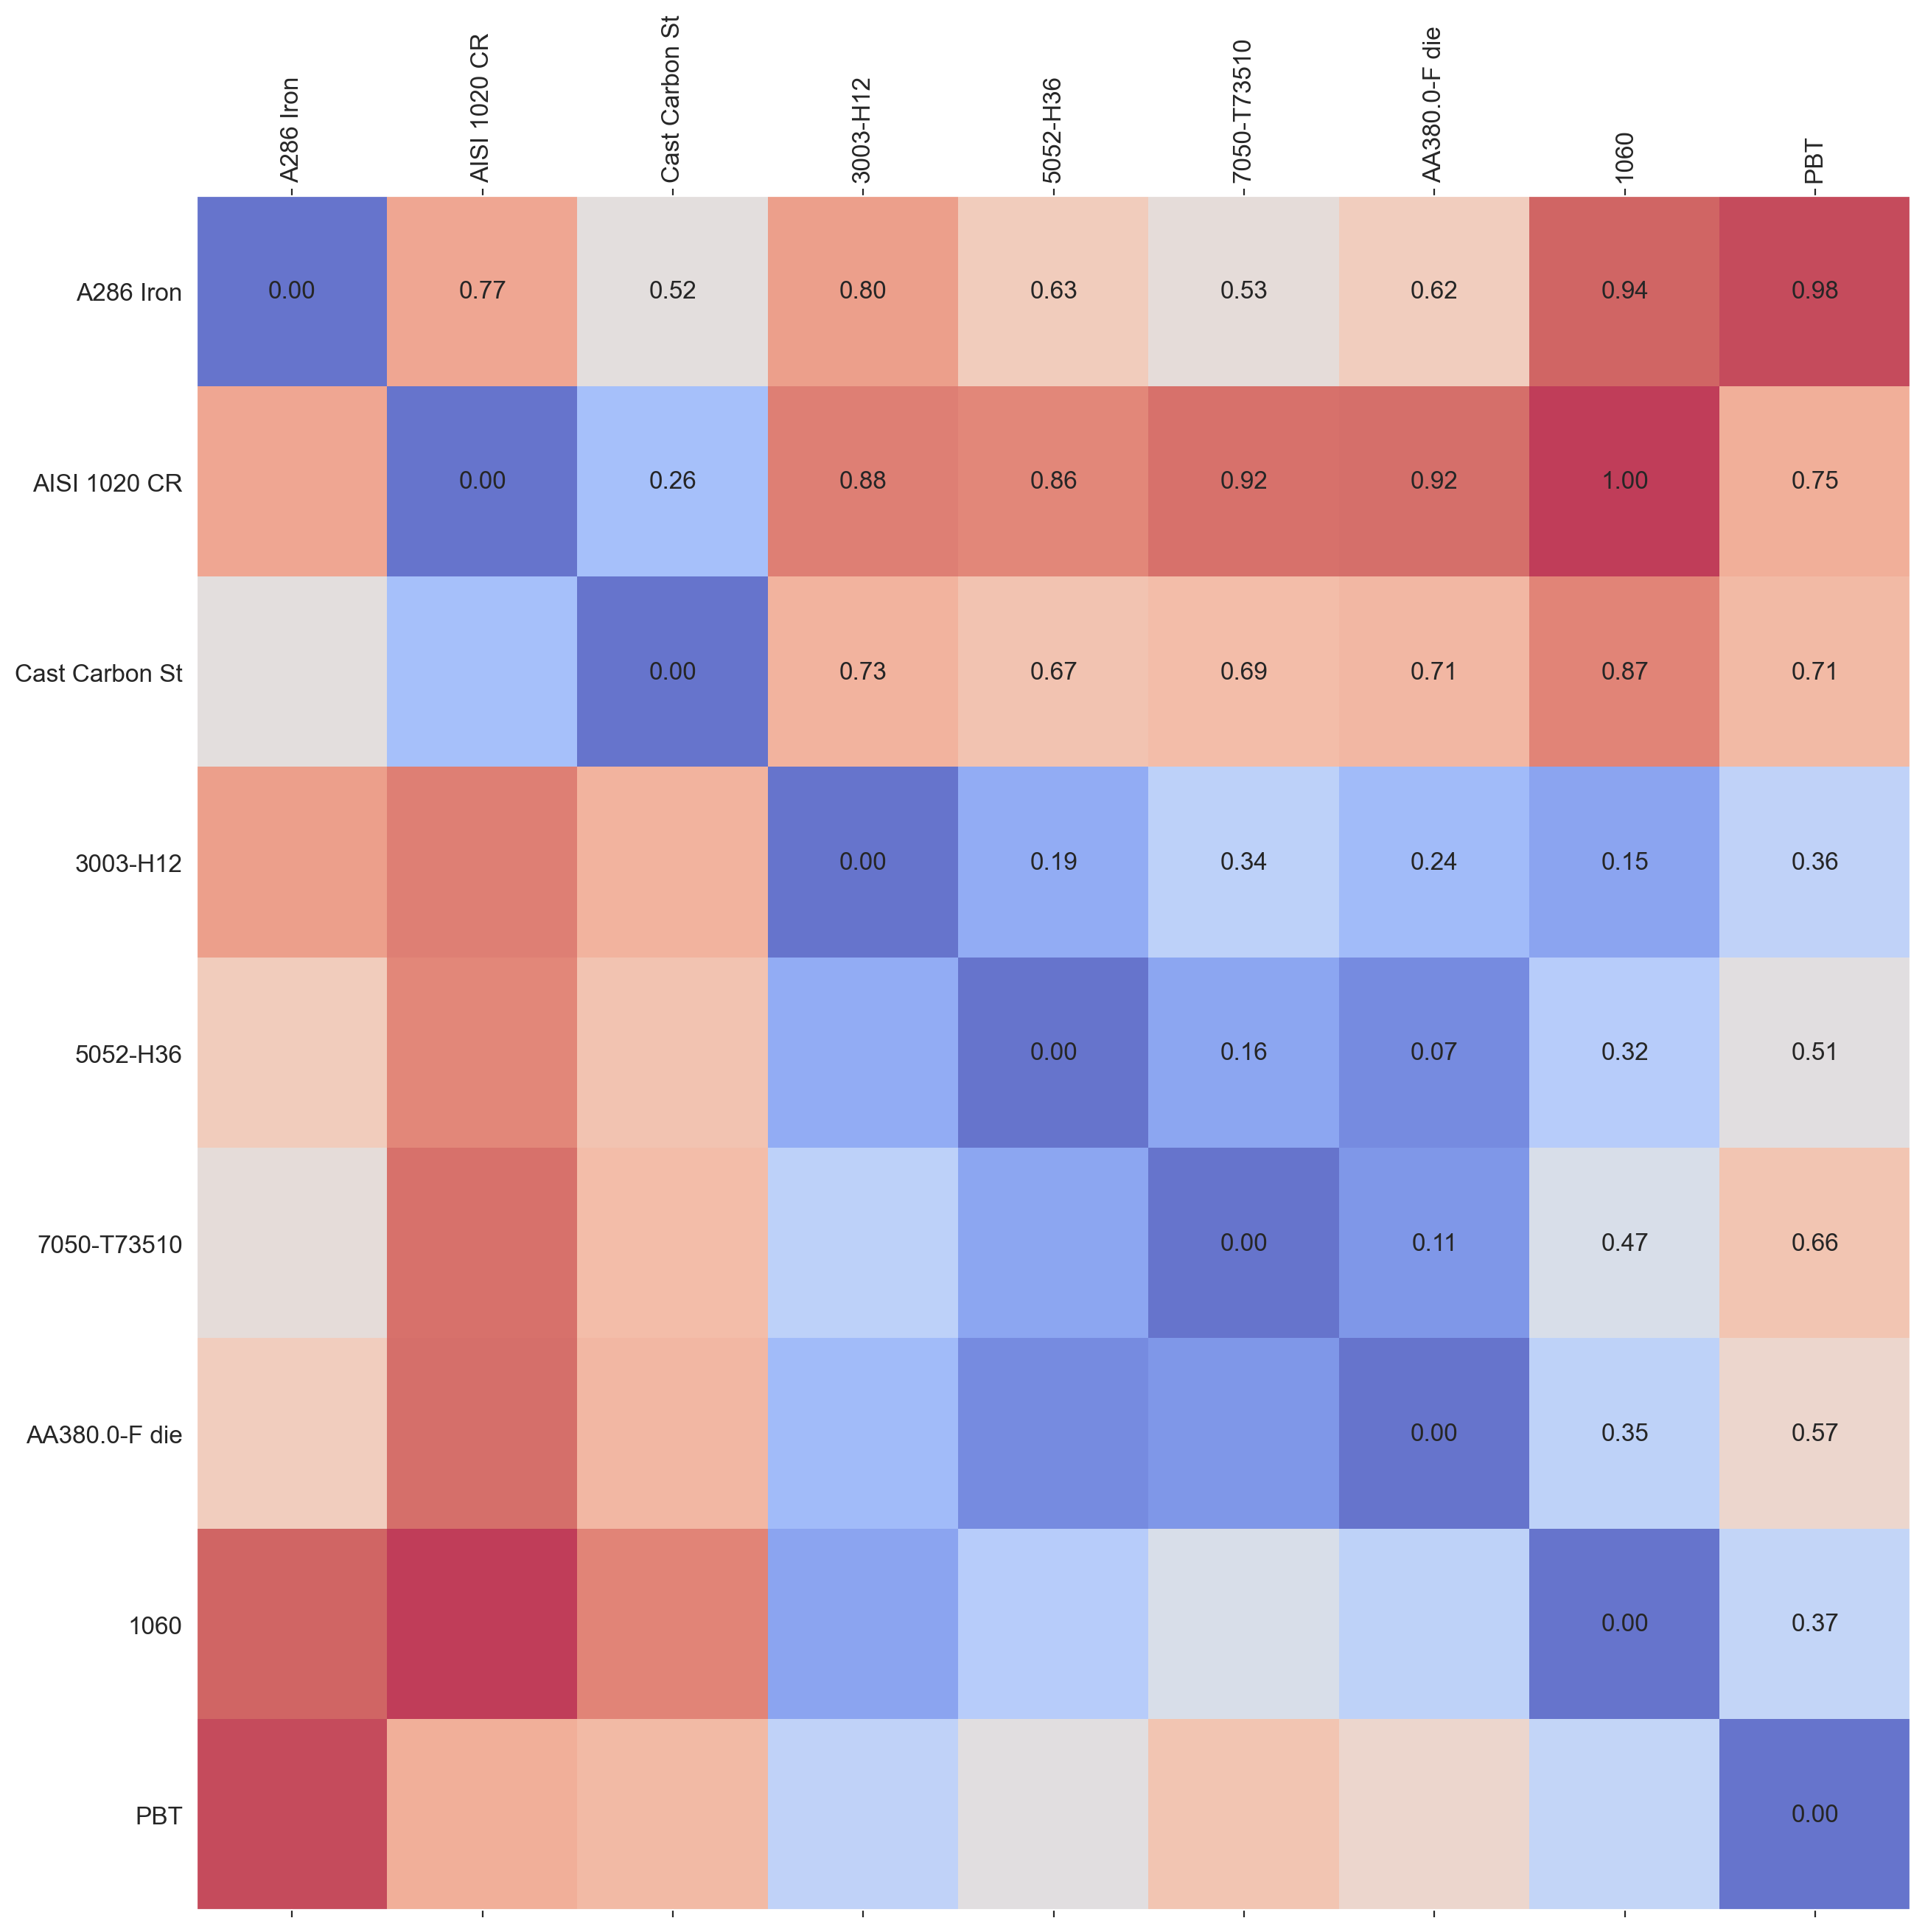 A286 Iron AISI 1020 CR Cast Carbon St 3003-H12 5052-H36 7050-T73510 AA380.0-F die 1060 PBT
A286 Iron 0.00 0.77 0.52 0.80 0.63 0.53 0.62 0.94 0.98
AISI 1020 CR 0.00 0.26 0.88 0.86 0.92 0.92 1.00 0.75
Cast Carbon St 0.00 0.73 0.67 0.69 0.71 0.87 0.71
3003-H12 0.00 0.19 0.34 0.24 0.15 0.36
5052-H36 0.00 0.16 0.07 0.32 0.51
7050-T73510 0.00 0.11 0.47 0.66
AA380.0-F die 0.00 0.35 0.57
1060 0.00 0.37
PBT 0.00